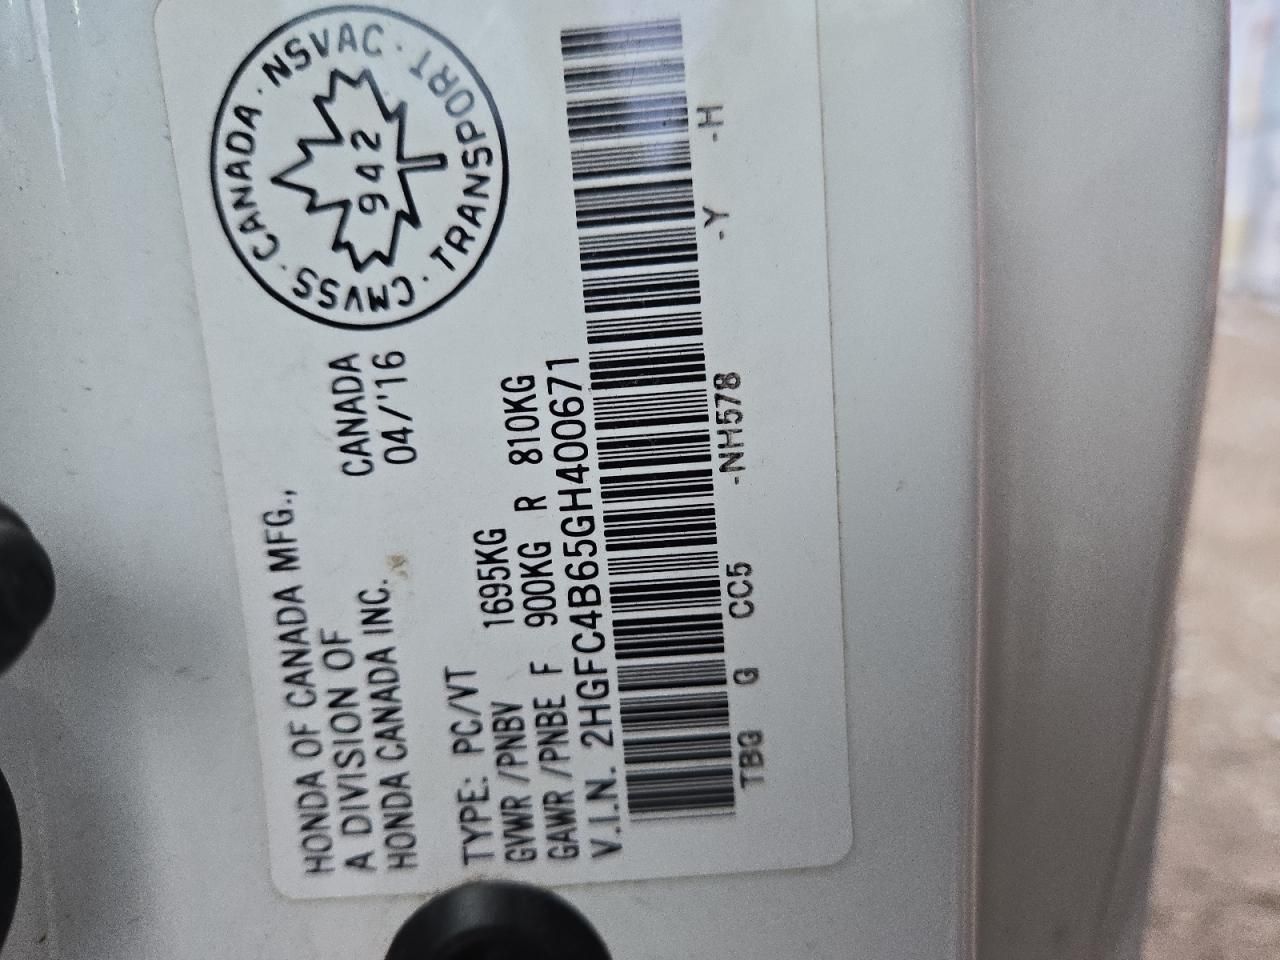 HONDA OF CANADA MFG.,
A DIVISION OF
HONDA CANADA INC.
CANADA
04/'16
CANADA · NSVAC · TRANSPORT · CMVSS ·
942
TYPE: PC/VT
GVWR /PNBV 1695KG
GAWR /PNBE F 900KG R 810KG
V.I.N. 2HGFC4B65GH400671
TBG G CC5 -NH578 -Y -H